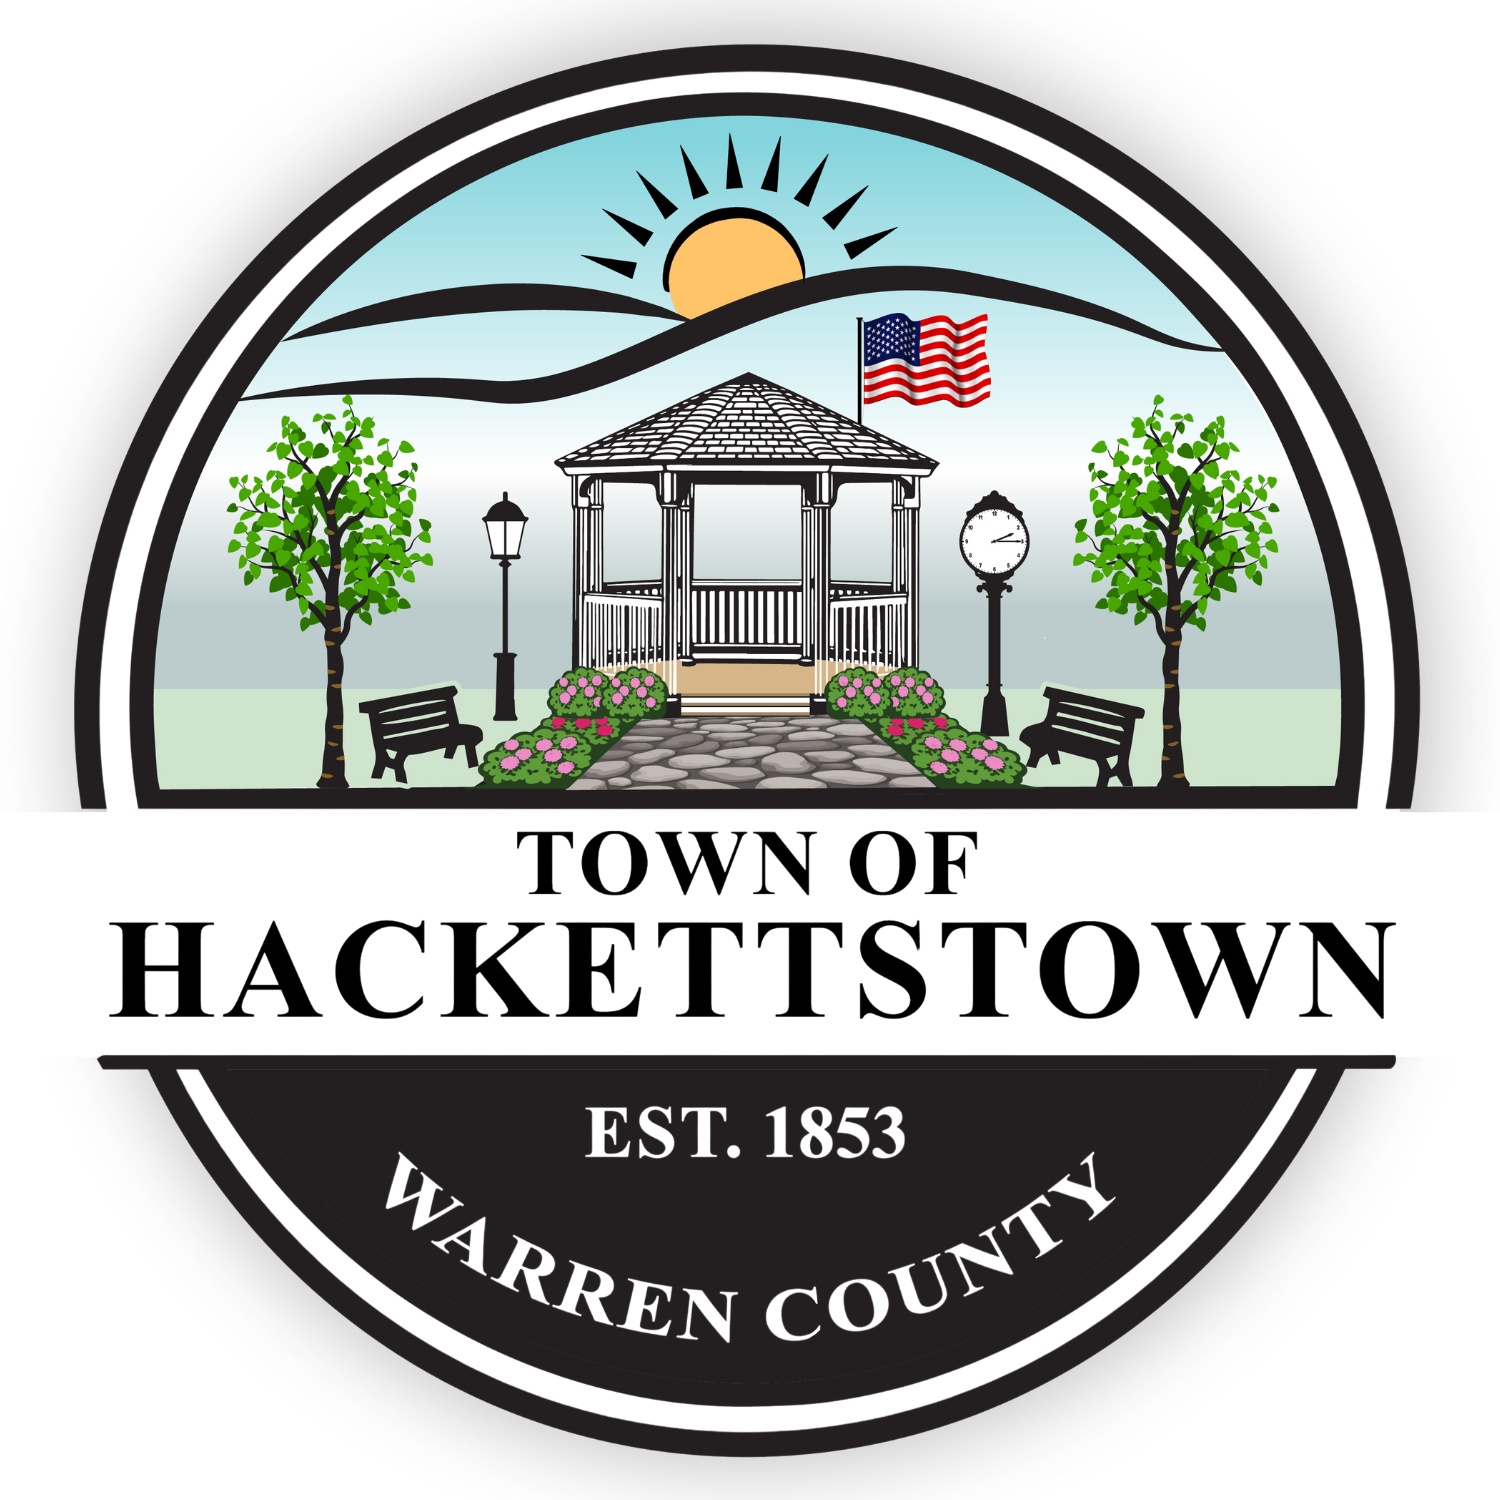 TOWN OF
HACKETTSTOWN
EST. 1853
WARREN COUNTY